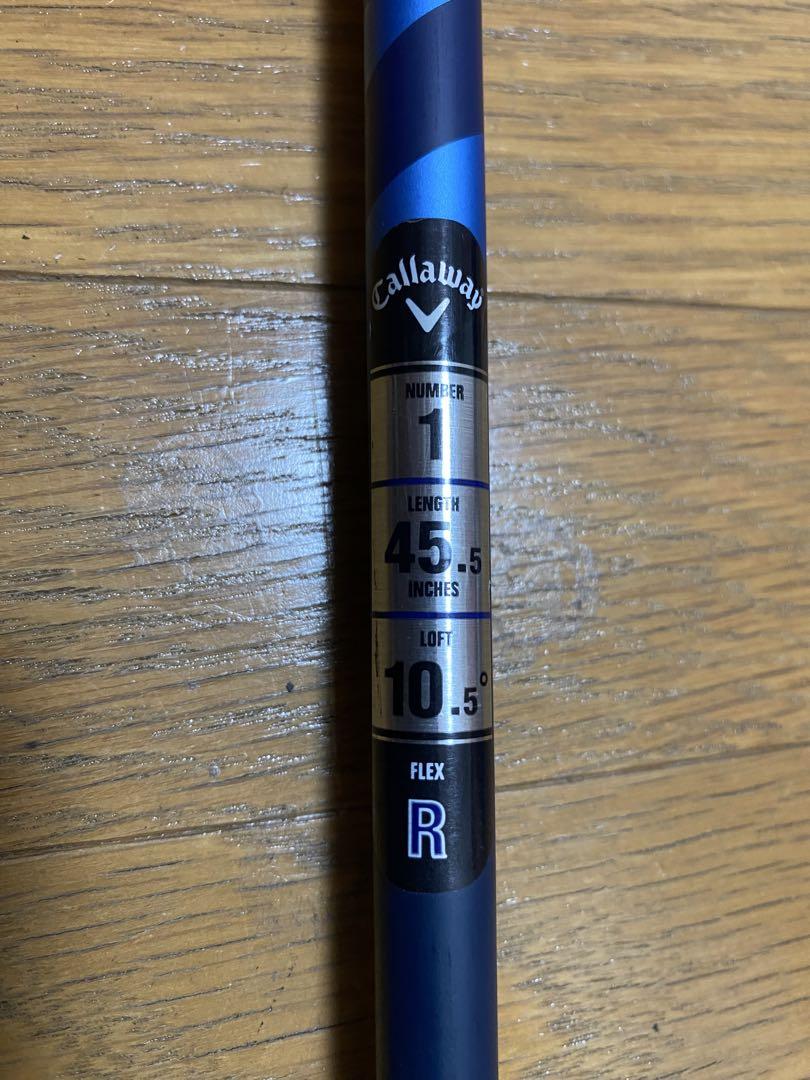 Callaway
NUMBER
1
LENGTH
45.5
INCHES
LOFT
10.5°
FLEX
R